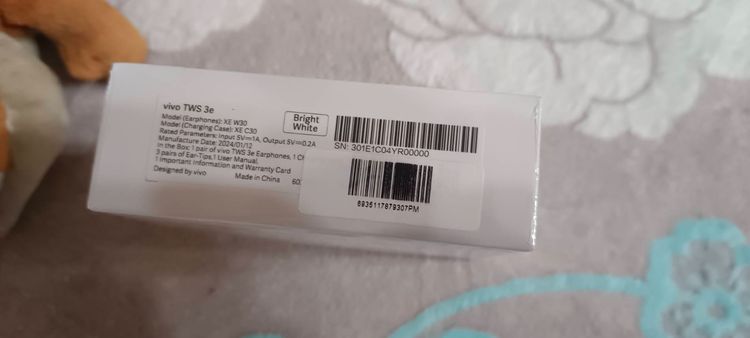 vivo TWS 3e
Model (Earphones): XE W30
Model (Charging Case): XE C30
Rated Parameters: Input 5V⎓1A, Output 5V⎓0.2A
Manufacture Date: 2024/01/12
In the Box: 1 pair of vivo TWS 3e Earphones, 1 Ch
3 pairs of Ear-Tips,1 User Manual,
1 Important Information and Warranty Card
Designed by vivo Made in China 60
Bright
White
SN: 301E1C04YR00000
6935117879307PM